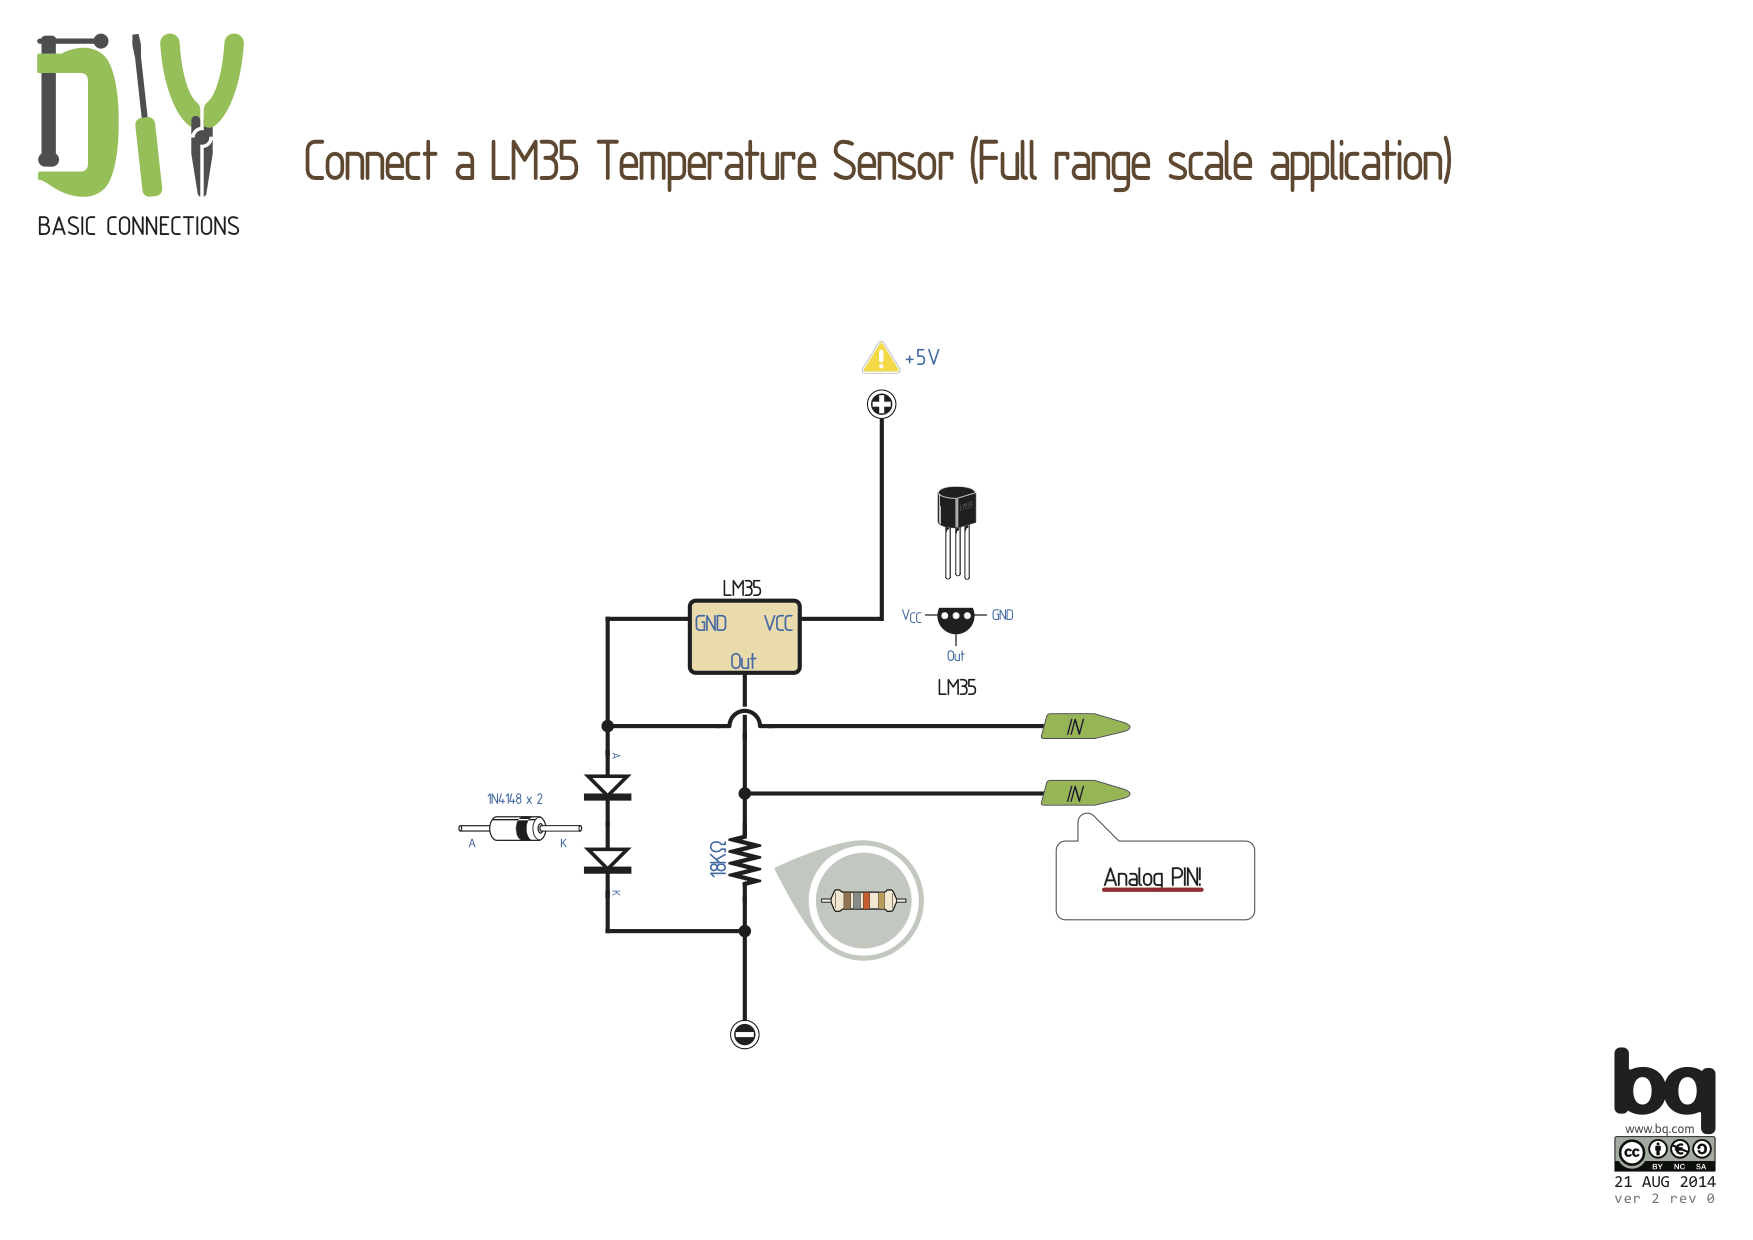 BASIC CONNECTIONS
Connect a LM35 Temperature Sensor (Full range scale application)
+5V
LM35
GND VCC
Out
LM35
VCC GND
Out
LM35
IN
A
IN
1N4148 x 2
A K
18KΩ
K
Analog PIN!
bq
www.bq.com
cc
BY NC SA
21 AUG 2014
ver 2 rev 0